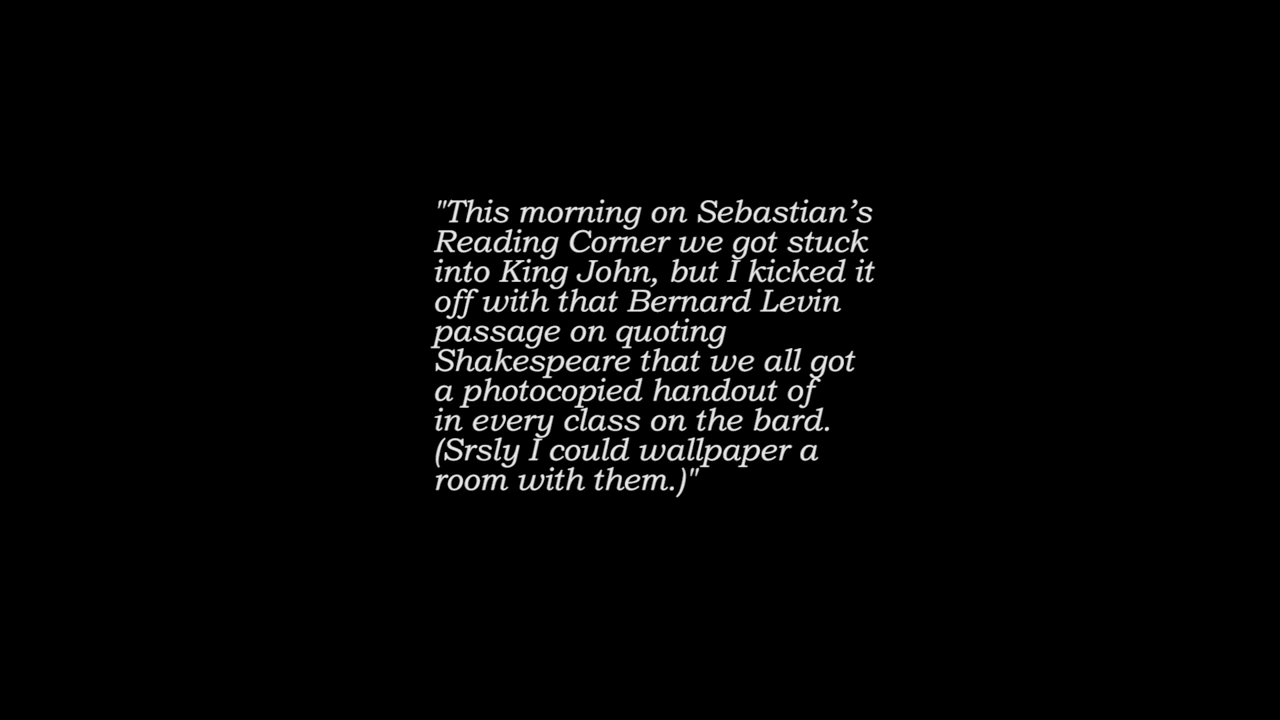 "This morning on Sebastian’s
Reading Corner we got stuck
into King John, but I kicked it
off with that Bernard Levin
passage on quoting
Shakespeare that we all got
a photocopied handout of
in every class on the bard.
(Srsly I could wallpaper a
room with them.)"